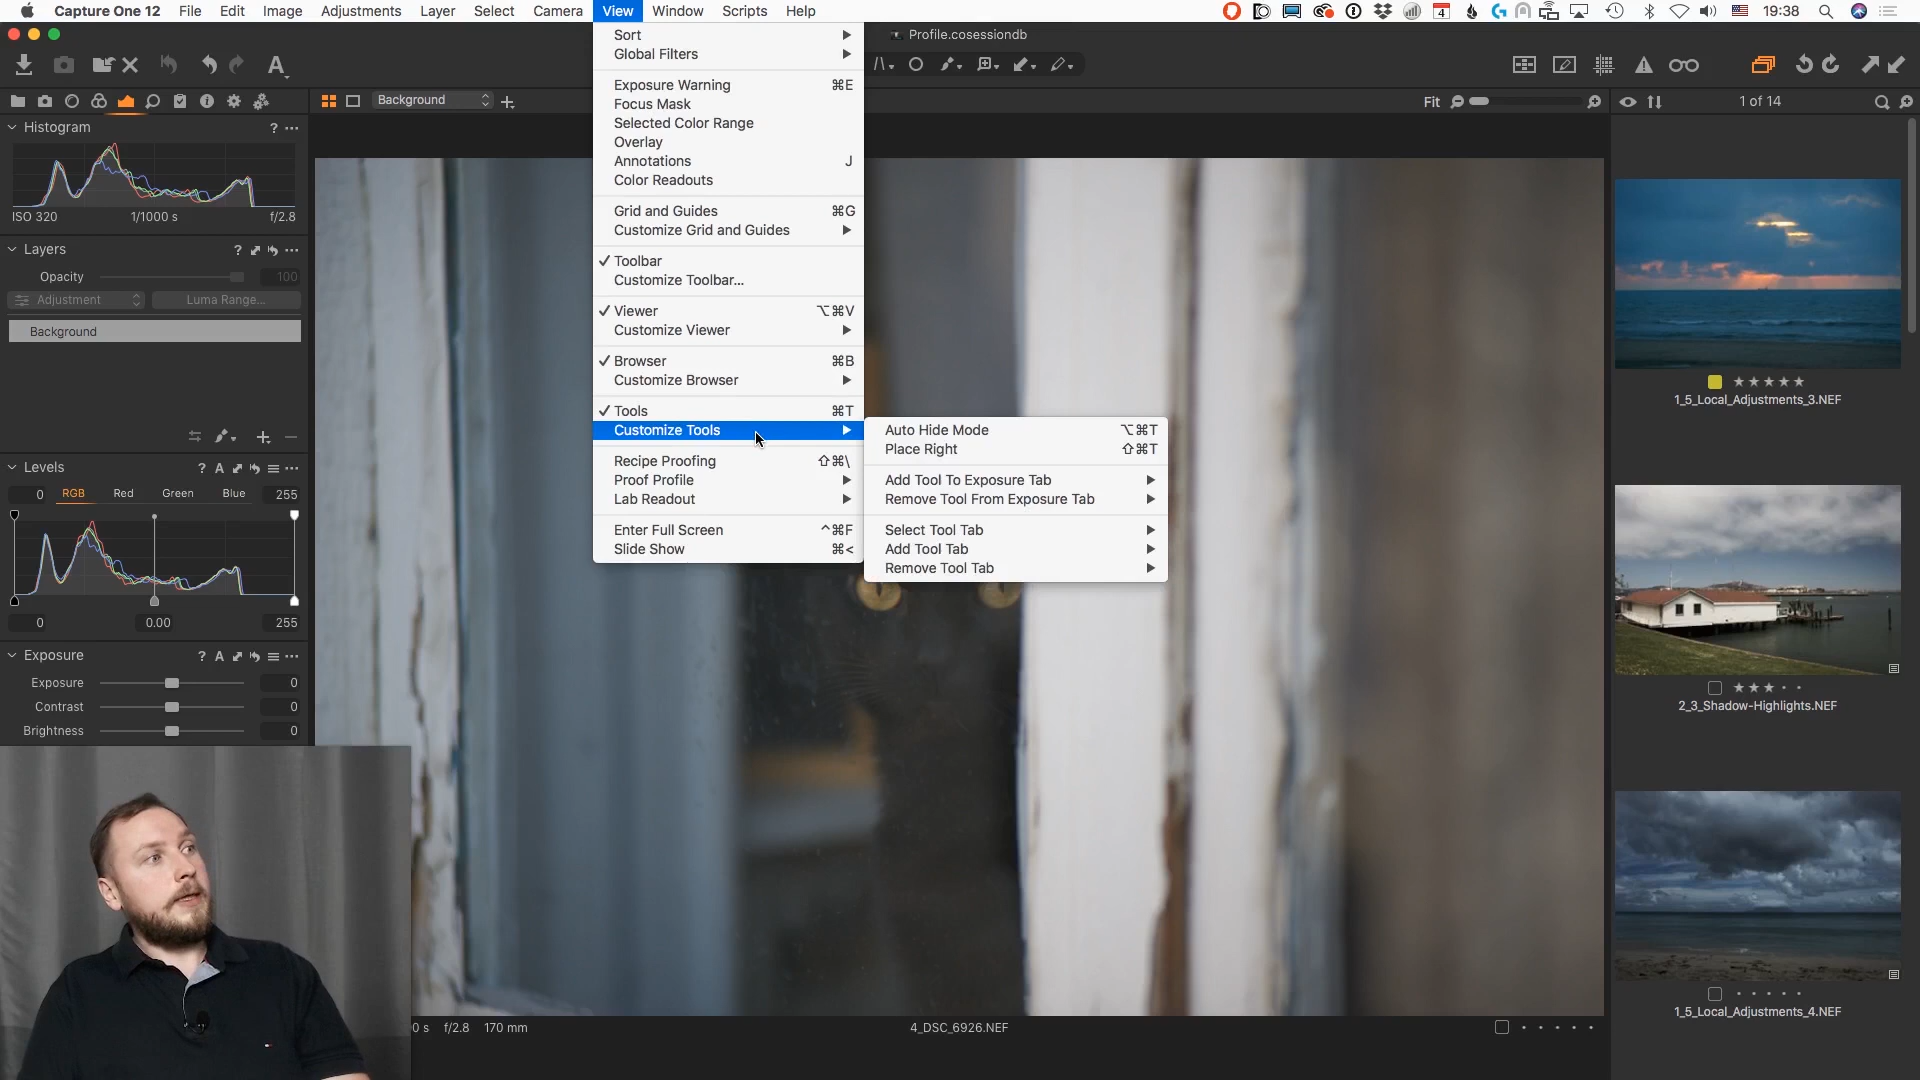 Capture One 12 File Edit Image Adjustments Layer Select Camera View Window Scripts Help 4 19:38
Profile.cosessiondb
A
Background
Fit
1 of 14
Histogram ?
ISO 320 1/1000 s f/2.8
Layers ?
Opacity 100
Adjustment Luma Range...
Background
Levels ? A
0 RGB Red Green Blue 255
0 0.00 255
Exposure ? A
Exposure 0
Contrast 0
Brightness 0
Sort
Global Filters
Exposure Warning ⌘E
Focus Mask
Selected Color Range
Overlay
Annotations J
Color Readouts
Grid and Guides ⌘G
Customize Grid and Guides
✓ Toolbar
Customize Toolbar...
✓ Viewer ⌥⌘V
Customize Viewer
✓ Browser ⌘B
Customize Browser
✓ Tools ⌘T
Customize Tools
Recipe Proofing ⇧⌘\
Proof Profile
Lab Readout
Enter Full Screen ^⌘F
Slide Show ⌘<
Auto Hide Mode ⌥⌘T
Place Right ⇧⌘T
Add Tool To Exposure Tab
Remove Tool From Exposure Tab
Select Tool Tab
Add Tool Tab
Remove Tool Tab
1_5_Local_Adjustments_3.NEF
2_3_Shadow-Highlights.NEF
1_5_Local_Adjustments_4.NEF
0 s f/2.8 170 mm
4_DSC_6926.NEF